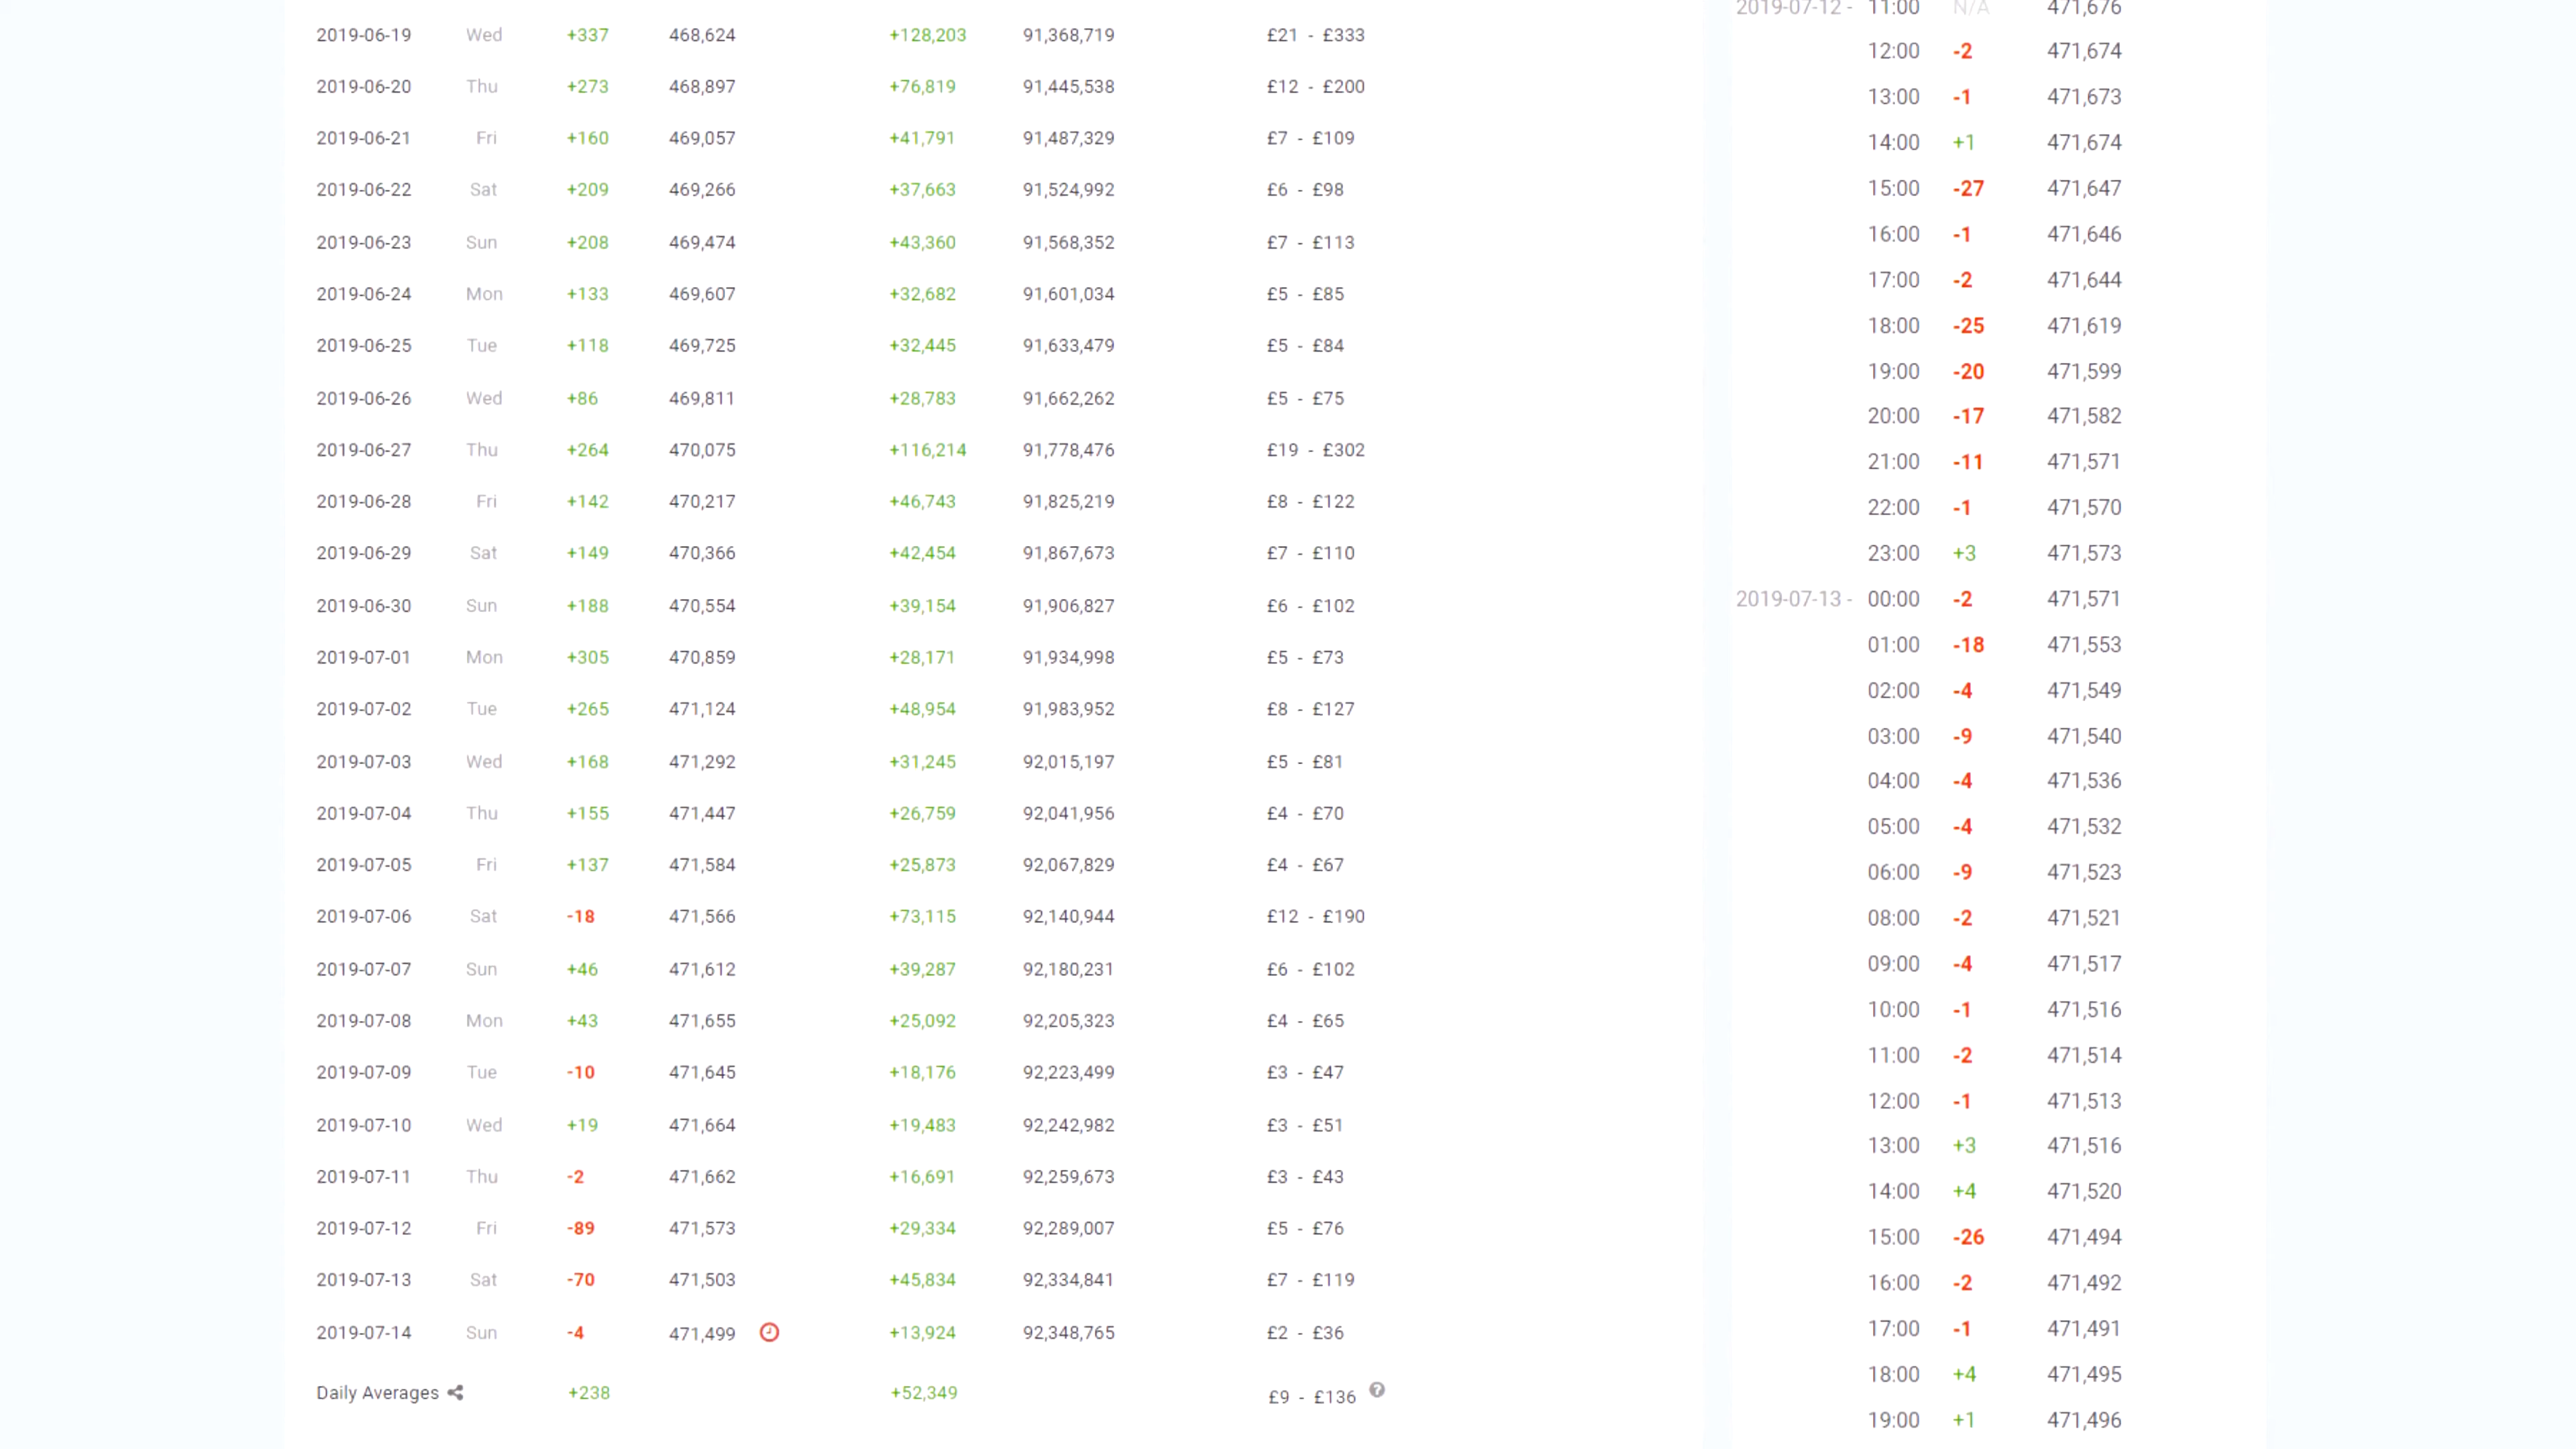 2019-06-19 Wed +337 468,624 +128,203 91,368,719 £21 - £333
2019-06-20 Thu +273 468,897 +76,819 91,445,538 £12 - £200
2019-06-21 Fri +160 469,057 +41,791 91,487,329 £7 - £109
2019-06-22 Sat +209 469,266 +37,663 91,524,992 £6 - £98
2019-06-23 Sun +208 469,474 +43,360 91,568,352 £7 - £113
2019-06-24 Mon +133 469,607 +32,682 91,601,034 £5 - £85
2019-06-25 Tue +118 469,725 +32,445 91,633,479 £5 - £84
2019-06-26 Wed +86 469,811 +28,783 91,662,262 £5 - £75
2019-06-27 Thu +264 470,075 +116,214 91,778,476 £19 - £302
2019-06-28 Fri +142 470,217 +46,743 91,825,219 £8 - £122
2019-06-29 Sat +149 470,366 +42,454 91,867,673 £7 - £110
2019-06-30 Sun +188 470,554 +39,154 91,906,827 £6 - £102
2019-07-01 Mon +305 470,859 +28,171 91,934,998 £5 - £73
2019-07-02 Tue +265 471,124 +48,954 91,983,952 £8 - £127
2019-07-03 Wed +168 471,292 +31,245 92,015,197 £5 - £81
2019-07-04 Thu +155 471,447 +26,759 92,041,956 £4 - £70
2019-07-05 Fri +137 471,584 +25,873 92,067,829 £4 - £67
2019-07-06 Sat -18 471,566 +73,115 92,140,944 £12 - £190
2019-07-07 Sun +46 471,612 +39,287 92,180,231 £6 - £102
2019-07-08 Mon +43 471,655 +25,092 92,205,323 £4 - £65
2019-07-09 Tue -10 471,645 +18,176 92,223,499 £3 - £47
2019-07-10 Wed +19 471,664 +19,483 92,242,982 £3 - £51
2019-07-11 Thu -2 471,662 +16,691 92,259,673 £3 - £43
2019-07-12 Fri -89 471,573 +29,334 92,289,007 £5 - £76
2019-07-13 Sat -70 471,503 +45,834 92,334,841 £7 - £119
2019-07-14 Sun -4 471,499 +13,924 92,348,765 £2 - £36
Daily Averages +238 +52,349 £9 - £136 ?
2019-07-12 - 11:00 N/A 471,676
12:00 -2 471,674
13:00 -1 471,673
14:00 +1 471,674
15:00 -27 471,647
16:00 -1 471,646
17:00 -2 471,644
18:00 -25 471,619
19:00 -20 471,599
20:00 -17 471,582
21:00 -11 471,571
22:00 -1 471,570
23:00 +3 471,573
2019-07-13 - 00:00 -2 471,571
01:00 -18 471,553
02:00 -4 471,549
03:00 -9 471,540
04:00 -4 471,536
05:00 -4 471,532
06:00 -9 471,523
08:00 -2 471,521
09:00 -4 471,517
10:00 -1 471,516
11:00 -2 471,514
12:00 -1 471,513
13:00 +3 471,516
14:00 +4 471,520
15:00 -26 471,494
16:00 -2 471,492
17:00 -1 471,491
18:00 +4 471,495
19:00 +1 471,496